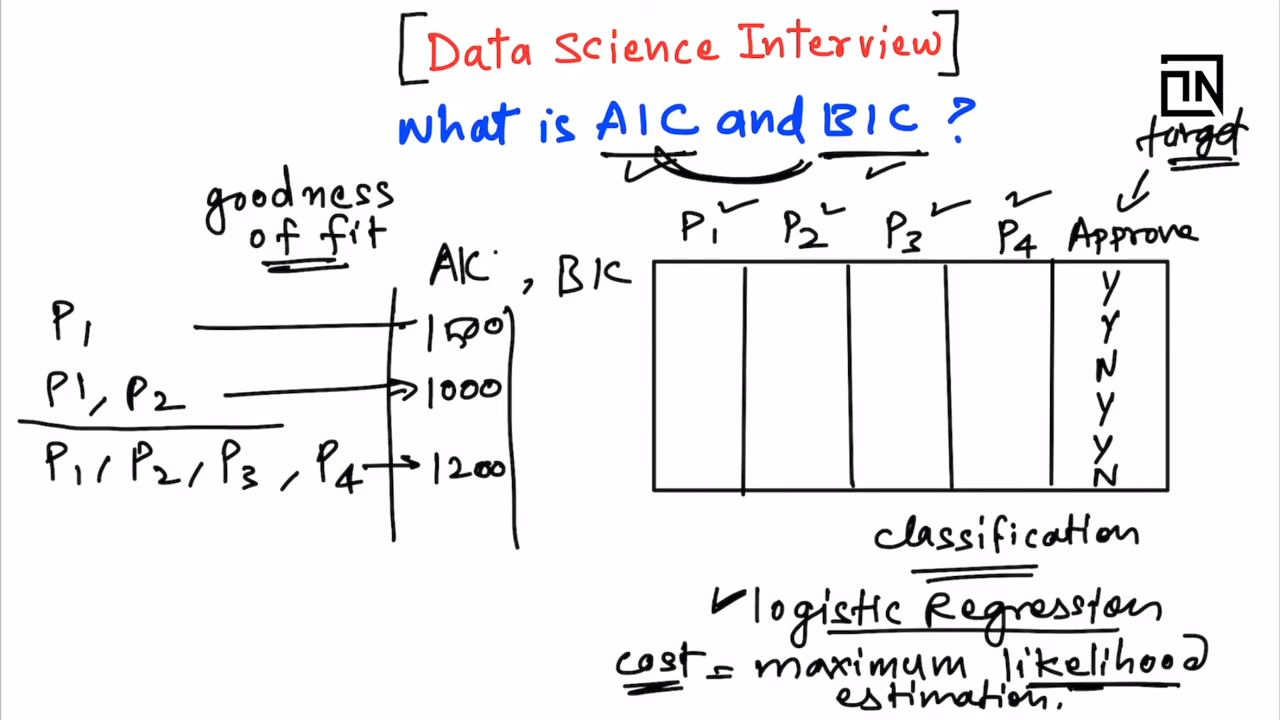 [Data Science Interview]
What is AIC and BIC ?
target
goodness
of fit
P1 P2 P3 P4 Approve
AIC , BIC
P1 1500
P1, P2 1000
P1, P2, P3, P4 1200
Y
Y
N
Y
Y
N
classification
logistic Regression
cost = maximum likelihood
estimation.